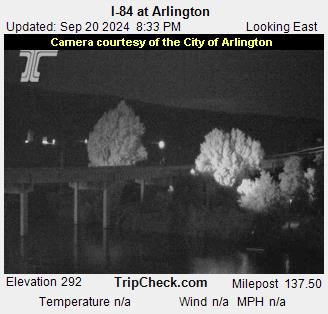 I-84 at Arlington
Updated: Sep 20 2024 8:33 PM Looking East
Camera courtesy of the City of Arlington
Elevation 292 TripCheck.com Milepost 137.50
Temperature n/a Wind n/a MPH n/a